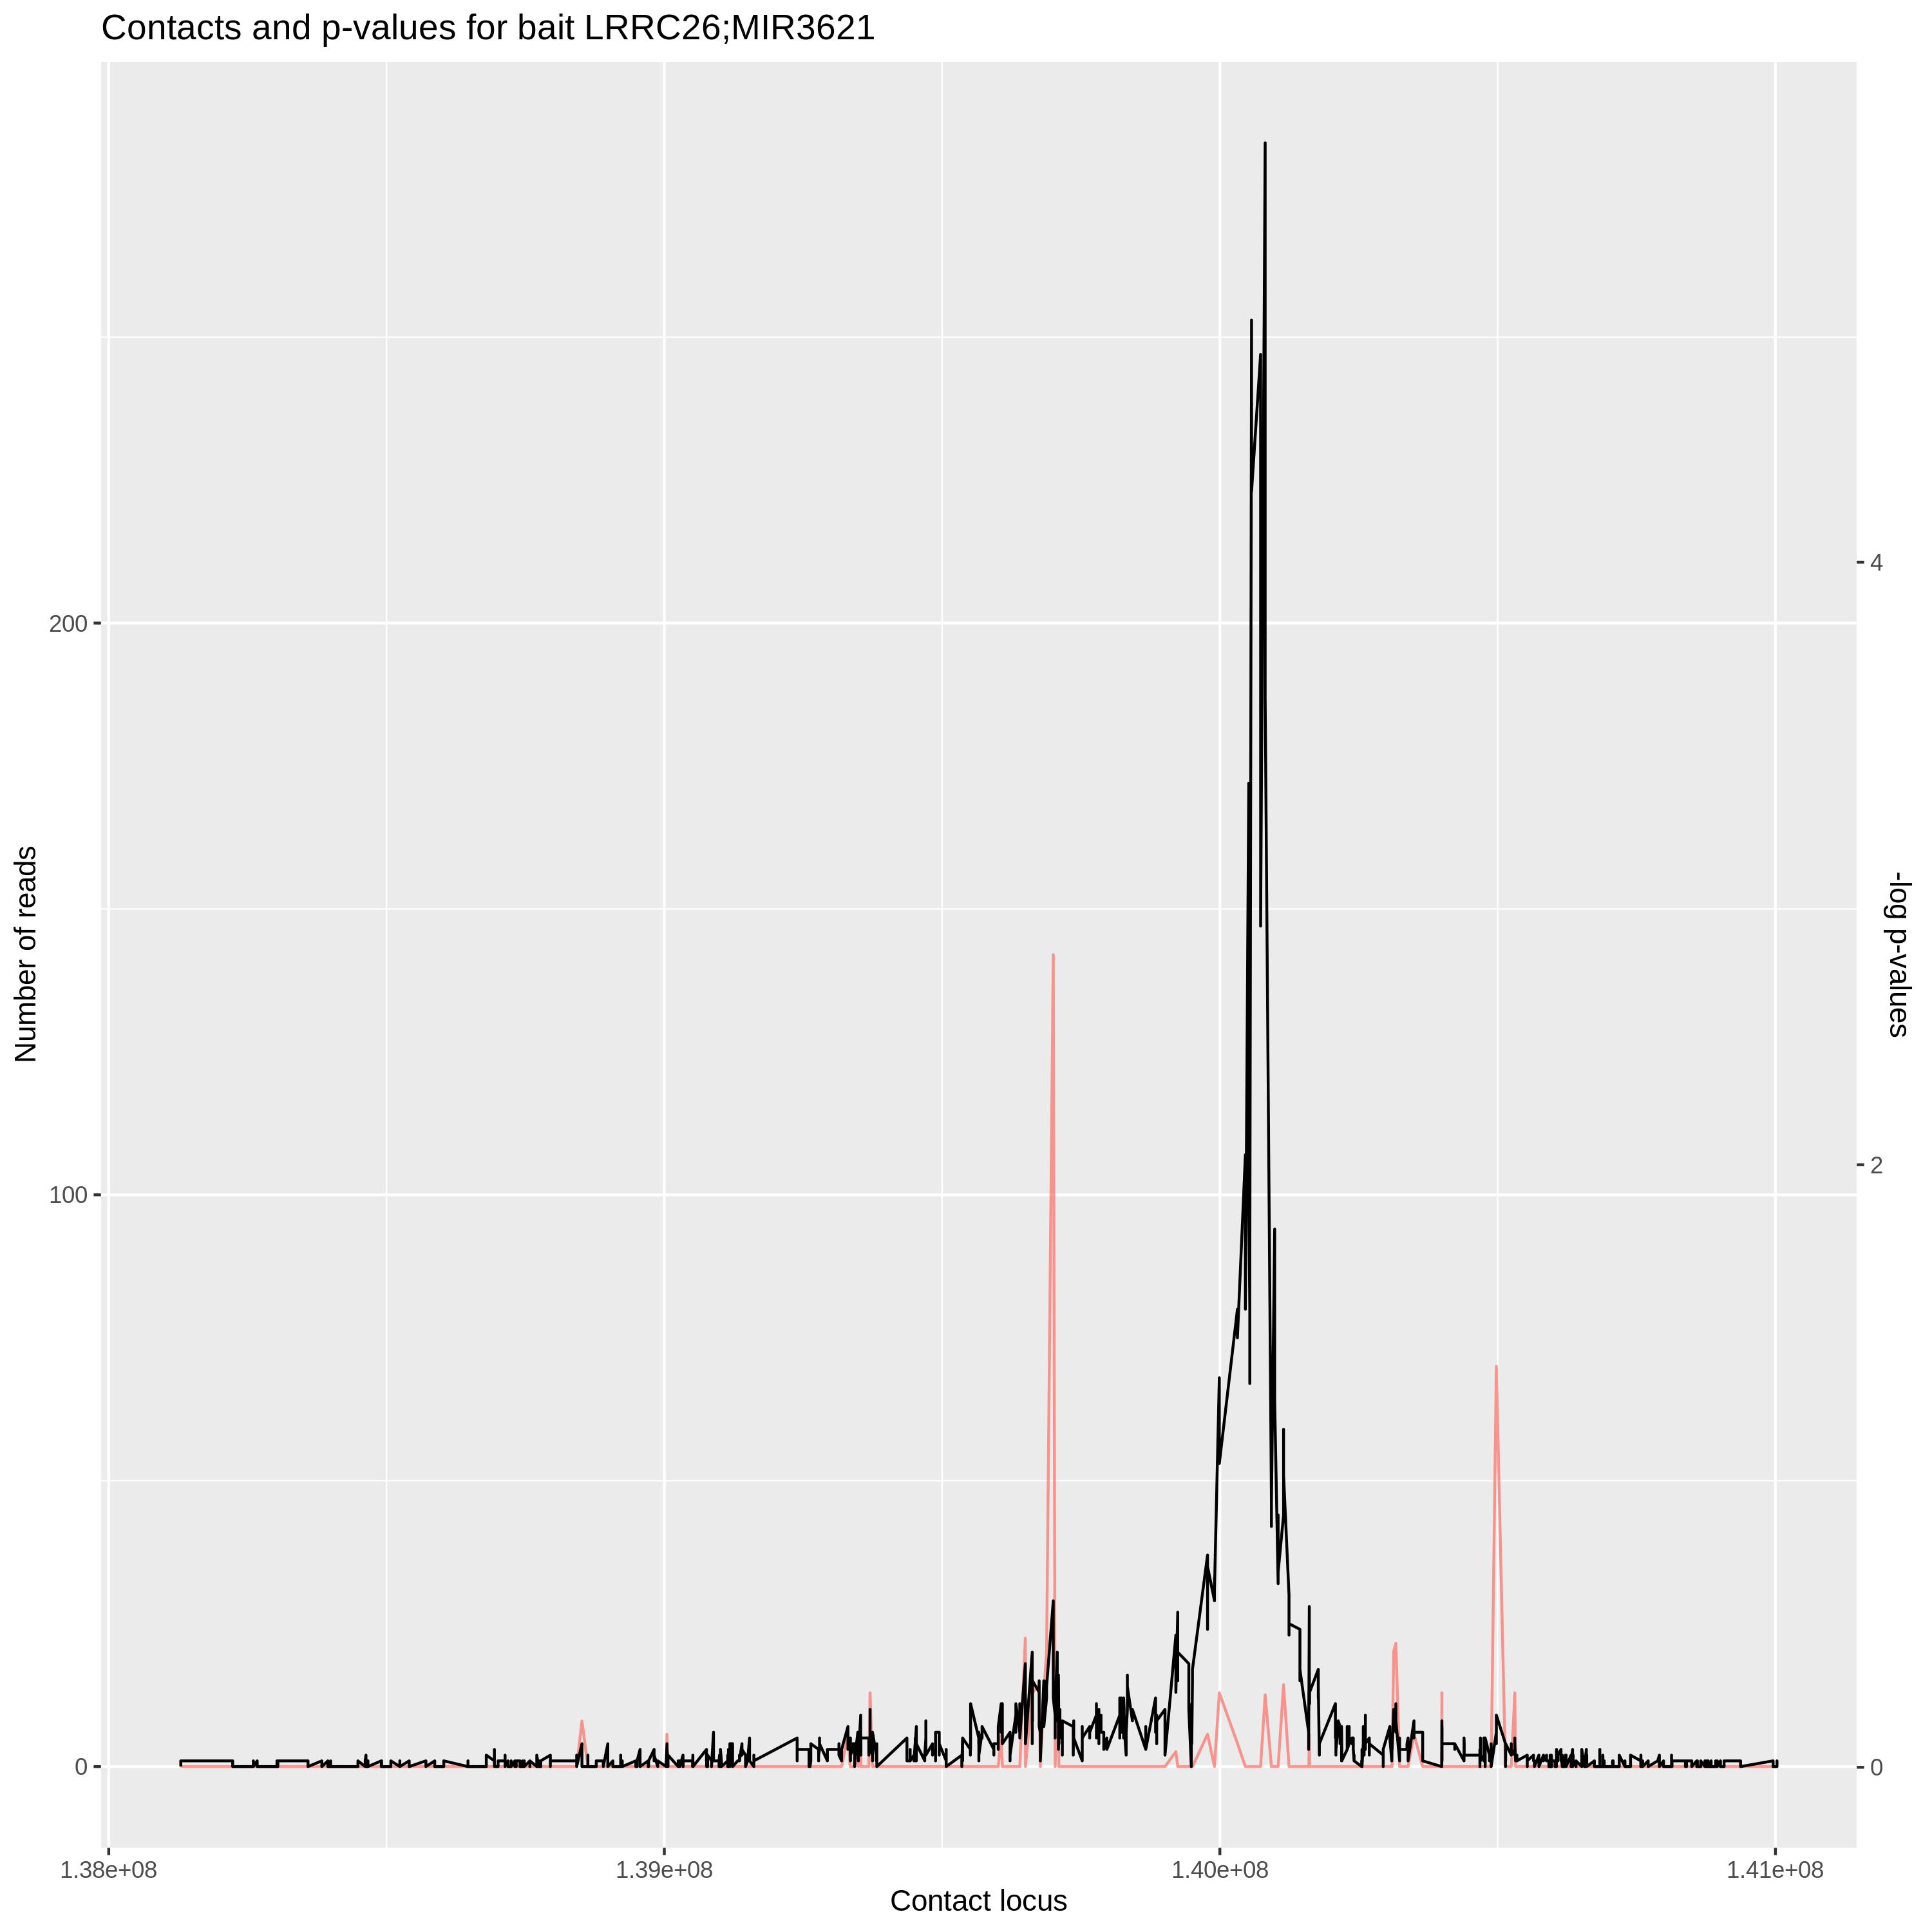 Contacts and p-values for bait LRRC26;MIR3621
Number of reads
200
100
0
4
2
0
-log p-values
1.38e+08
1.39e+08
1.40e+08
1.41e+08
Contact locus